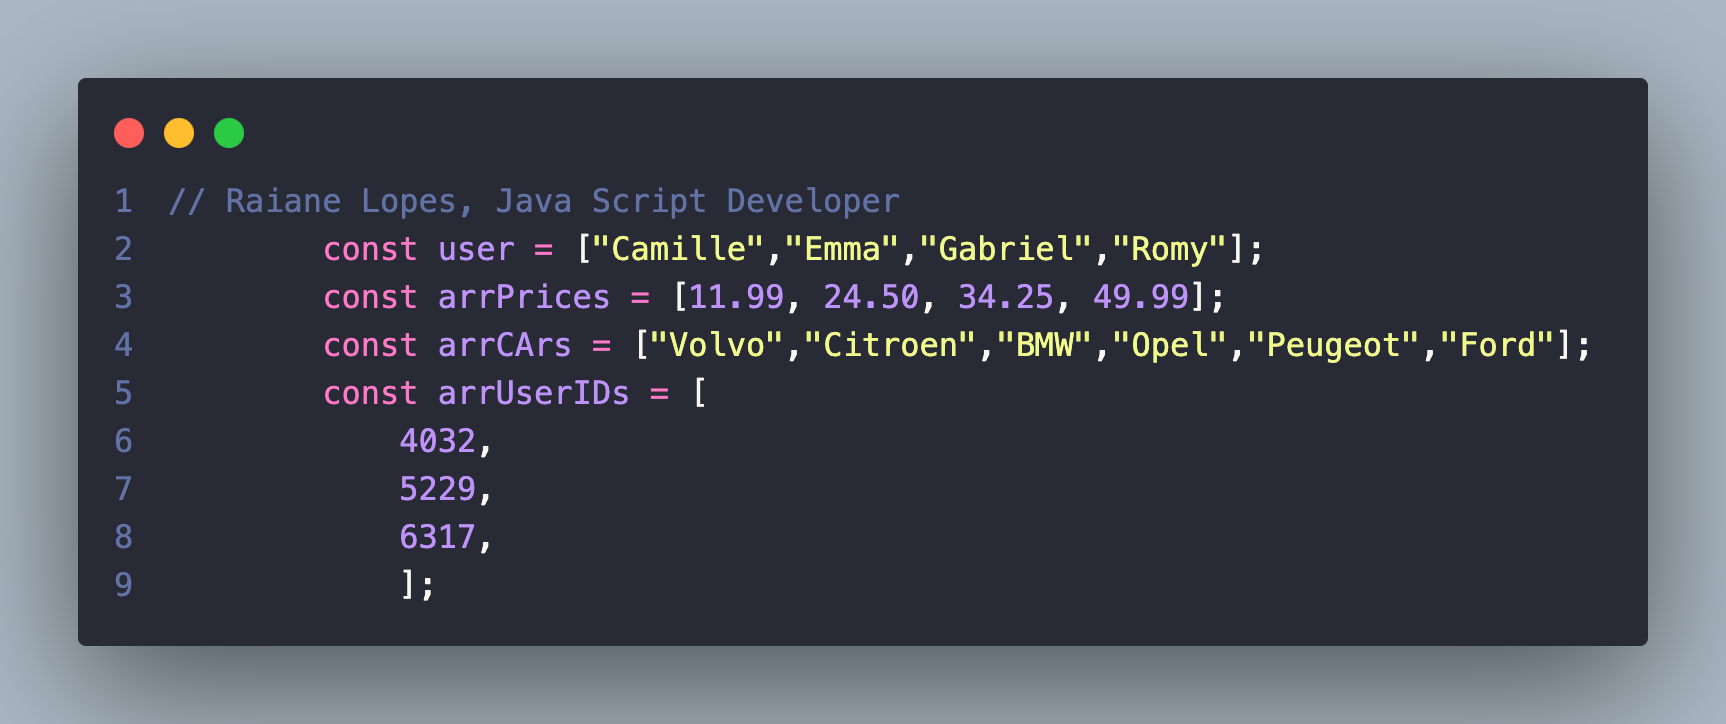 1 // Raiane Lopes, Java Script Developer
2 const user = ["Camille","Emma","Gabriel","Romy"];
3 const arrPrices = [11.99, 24.50, 34.25, 49.99];
4 const arrCArs = ["Volvo","Citroen","BMW","Opel","Peugeot","Ford"];
5 const arrUserIDs = [
6 4032,
7 5229,
8 6317,
9 ];